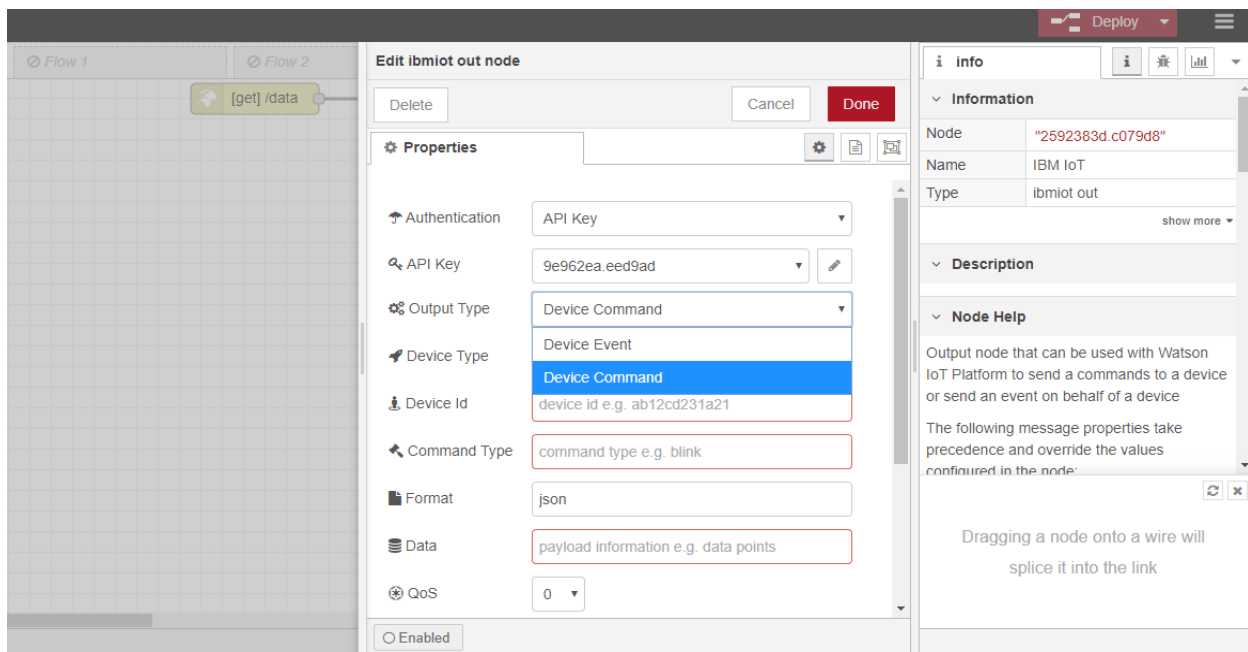 Deploy
Flow 1
Flow 2
[get] /data
Edit ibmiot out node
Delete
Cancel
Done
Properties
Authentication
API Key
API Key
9e962ea.eed9ad
Output Type
Device Command
Device Event
Device Command
Device Type
Device Id
device id e.g. ab12cd231a21
Command Type
command type e.g. blink
Format
json
Data
payload information e.g. data points
QoS
0
Enabled
i info
i
Information
Node
"2592383d.c079d8"
Name
IBM IoT
Type
ibmiot out
show more
Description
Node Help
Output node that can be used with Watson
IoT Platform to send a commands to a device
or send an event on behalf of a device
The following message properties take
precedence and override the values
configured in the node:
Dragging a node onto a wire will
splice it into the link